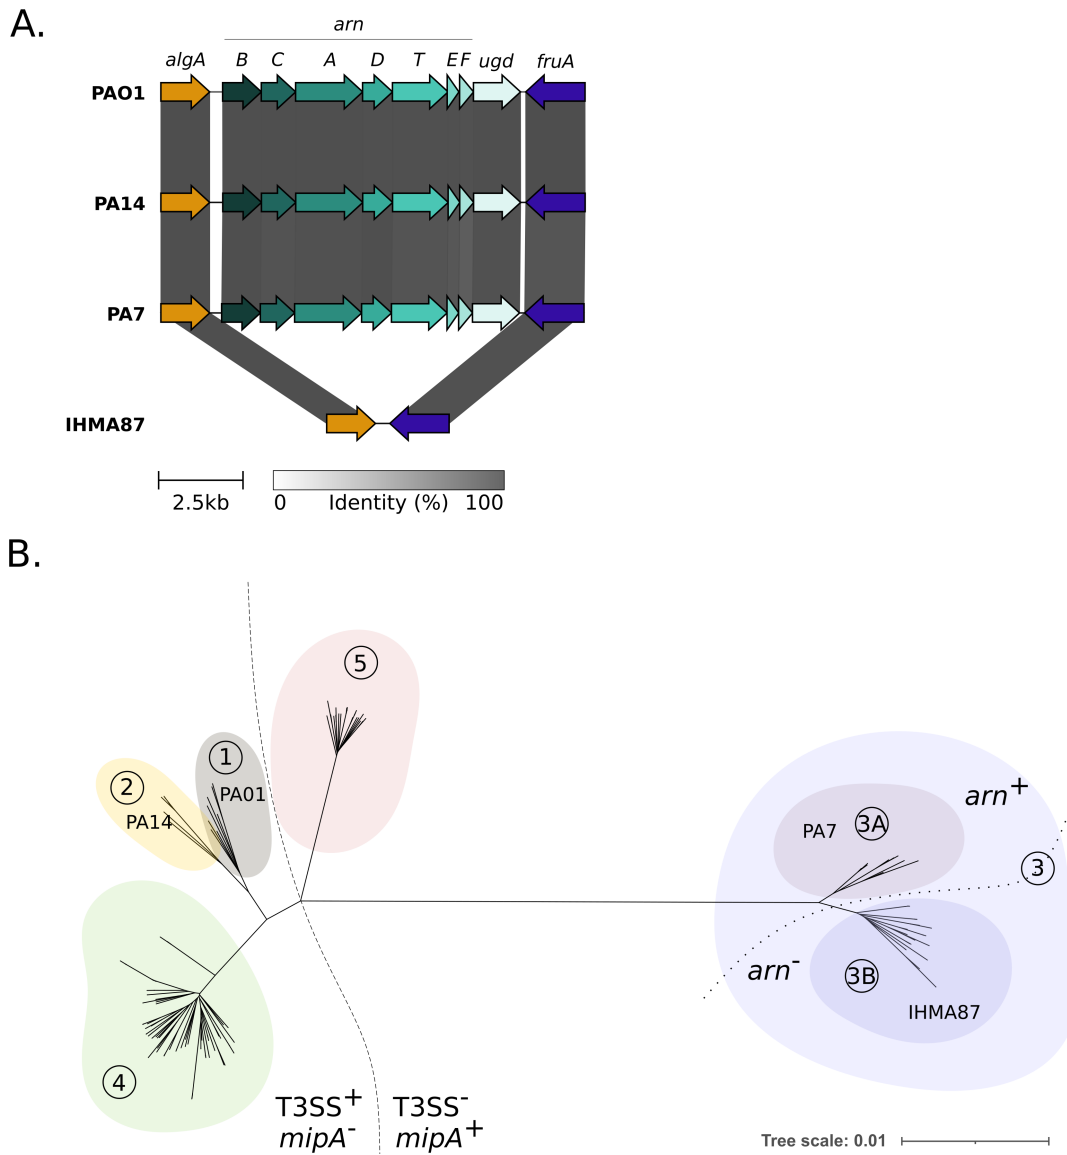 A.
arn
algA B C A D T E F ugd fruA
PAO1
PA14
PA7
IHMA87
2.5kb
0 Identity (%) 100
B.
5
1
PA01
2
PA14
arn+
PA7 3A
3
arn-
3B
IHMA87
4
T3SS+ T3SS-
mipA- mipA+
Tree scale: 0.01